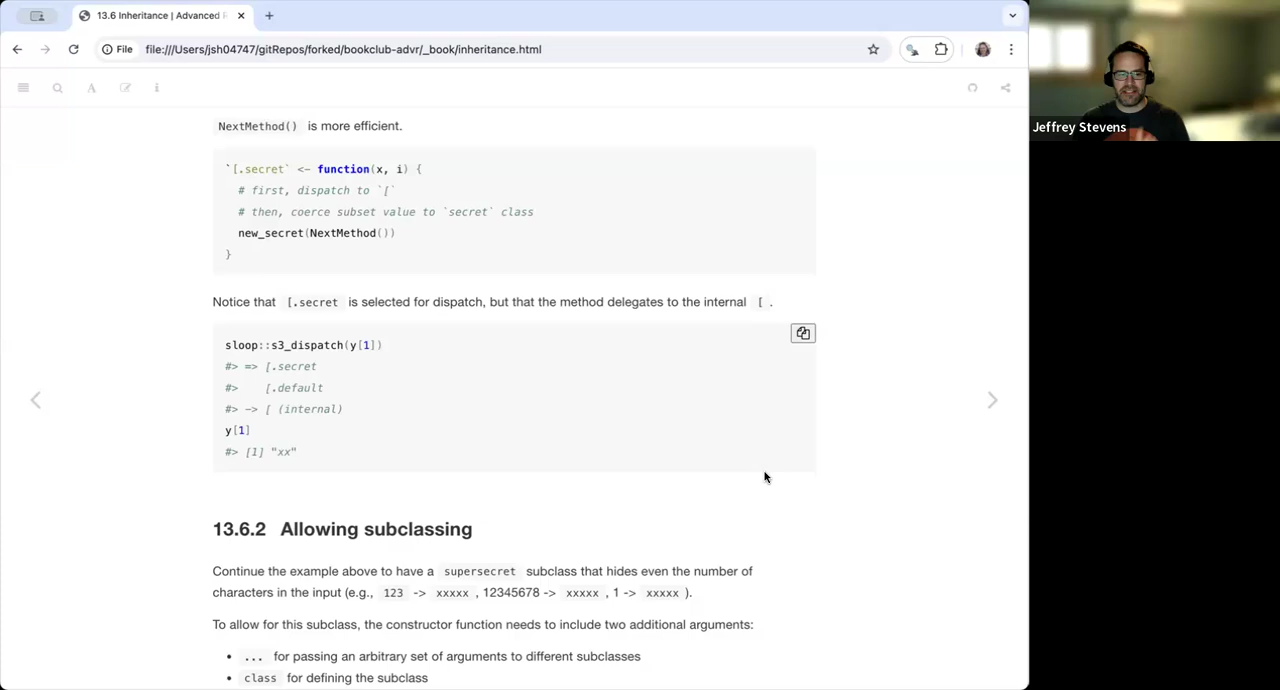 13.6 Inheritance | Advanced R
File
file:///Users/jsh04747/gitRepos/forked/bookclub-advr/_book/inheritance.html
Jeffrey Stevens
NextMethod() is more efficient.
`[.secret` <- function(x, i) {
# first, dispatch to `[`
# then, coerce subset value to `secret` class
new_secret(NextMethod())
}
Notice that [.secret is selected for dispatch, but that the method delegates to the internal [ .
sloop::s3_dispatch(y[1])
#> => [.secret
#> [.default
#> -> [ (internal)
y[1]
#> [1] "xx"
13.6.2 Allowing subclassing
Continue the example above to have a supersecret subclass that hides even the number of
characters in the input (e.g., 123 -> xxxxx , 12345678 -> xxxxx , 1 -> xxxxx ).
To allow for this subclass, the constructor function needs to include two additional arguments:
• ... for passing an arbitrary set of arguments to different subclasses
• class for defining the subclass